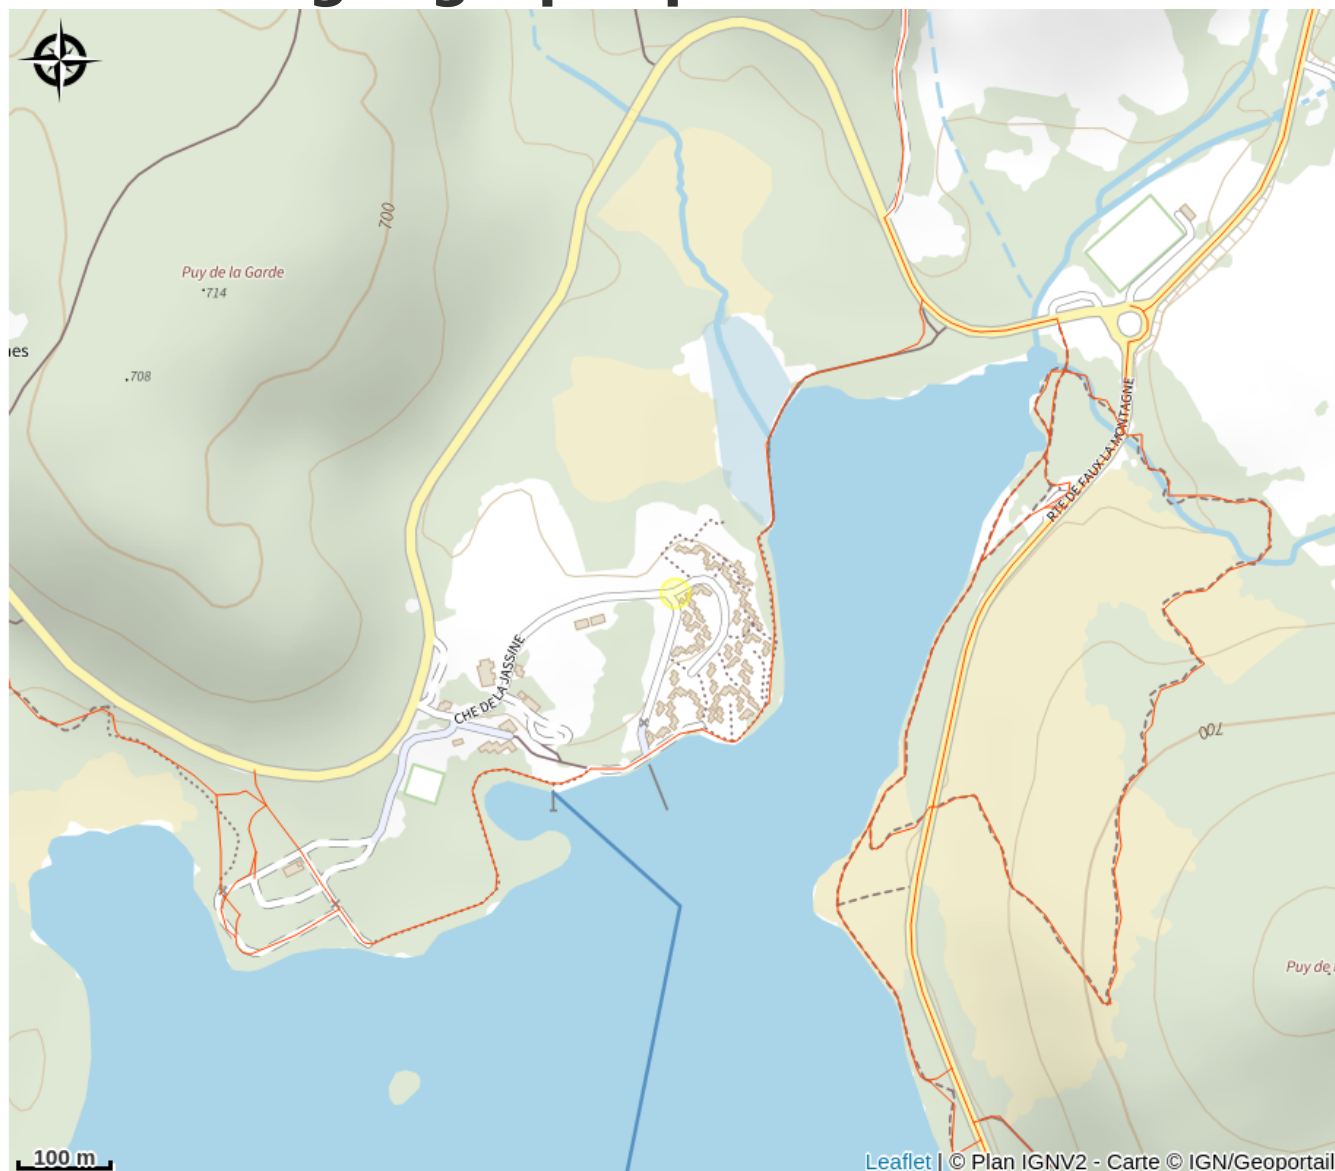 700
Puy de la Garde
714
708
RTE DE FAUX LA MONTAGNE
CHE DE LA JASSINE
700
Puy de
100 m
Leaflet | © Plan IGNV2 - Carte © IGN/Geoportail